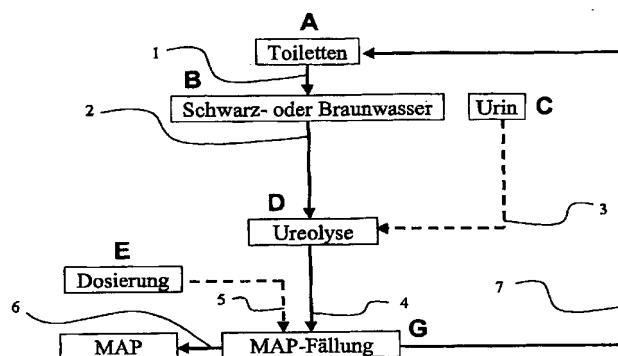 A
1
Toiletten
B
2
Schwarz- oder Braunwasser
Urin
C
D
3
Ureolyse
E
Dosierung
7
6
5
4
G
MAP
MAP-Fällung